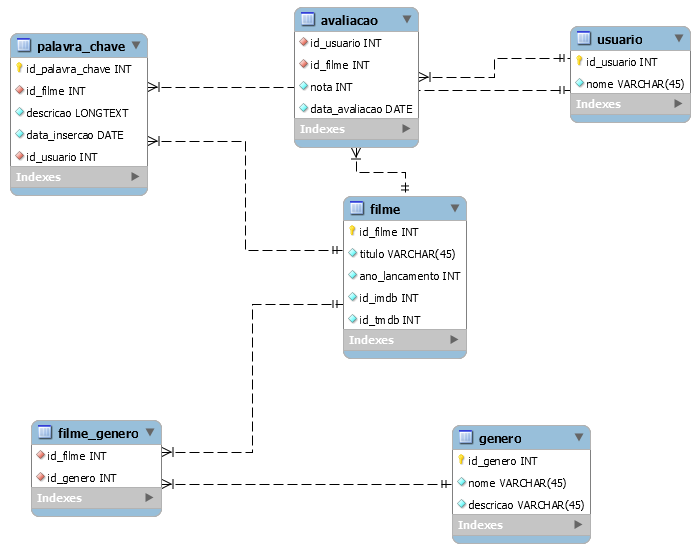 avaliacao
id_usuario INT
id_filme INT
nota INT
data_avaliacao DATE
Indexes
usuario
id_usuario INT
nome VARCHAR(45)
Indexes
palavra_chave
id_palavra_chave INT
id_filme INT
descricao LONGTEXT
data_insercao DATE
id_usuario INT
Indexes
filme
id_filme INT
titulo VARCHAR(45)
ano_lancamento INT
id_imdb INT
id_tmdb INT
Indexes
filme_genero
id_filme INT
id_genero INT
Indexes
genero
id_genero INT
nome VARCHAR(45)
descricao VARCHAR(45)
Indexes